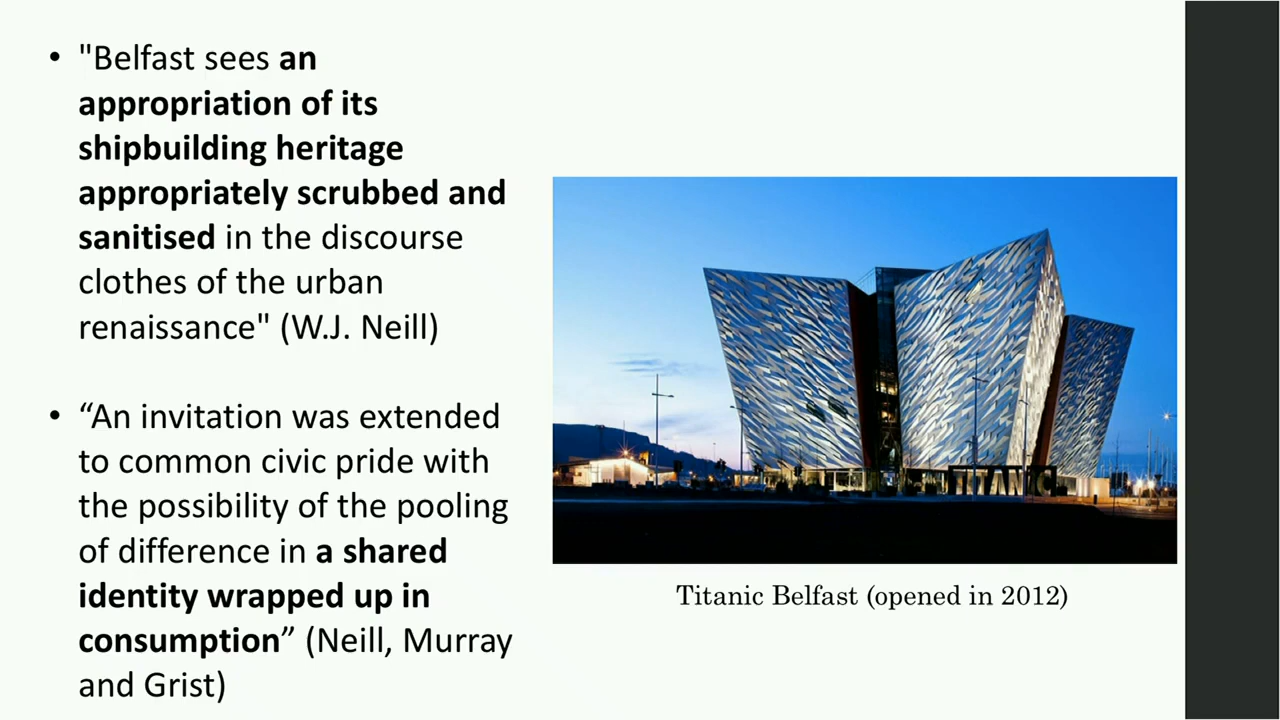 • "Belfast sees an
appropriation of its
shipbuilding heritage
appropriately scrubbed and
sanitised in the discourse
clothes of the urban
renaissance" (W.J. Neill)
• “An invitation was extended
to common civic pride with
the possibility of the pooling
of difference in a shared
identity wrapped up in
consumption” (Neill, Murray
and Grist)
TITANIC
Titanic Belfast (opened in 2012)